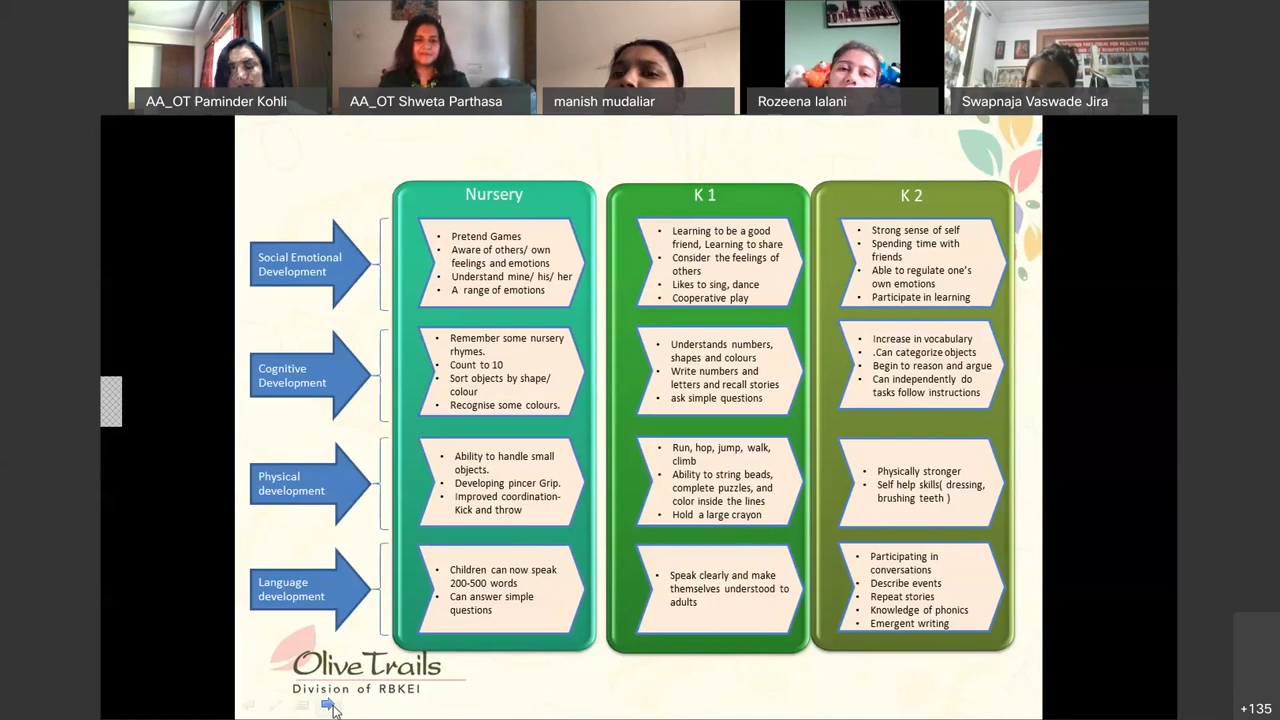 AA_OT Paminder Kohli
AA_OT Shweta Parthasa
manish mudaliar
Rozeena lalani
Swapnaja Vaswade Jira
Nursery
K 1
K 2
Social Emotional
Development
• Pretend Games
• Aware of others/ own
feelings and emotions
• Understand mine/ his/ her
• A range of emotions
• Learning to be a good
friend, Learning to share
• Consider the feelings of
others
• Likes to sing, dance
• Cooperative play
• Strong sense of self
• Spending time with
friends
• Able to regulate one's
own emotions
• Participate in learning
Cognitive
Development
• Remember some nursery
rhymes.
• Count to 10
• Sort objects by shape/
colour
• Recognise some colours.
• Understands numbers,
shapes and colours
• Write numbers and
letters and recall stories
• ask simple questions
• Increase in vocabulary
• .Can categorize objects
• Begin to reason and argue
• Can independently do
tasks follow instructions
Physical
development
• Ability to handle small
objects.
• Developing pincer Grip.
• Improved coordination-
Kick and throw
• Run, hop, jump, walk,
climb
• Ability to string beads,
complete puzzles, and
color inside the lines
• Hold a large crayon
• Physically stronger
• Self help skills( dressing,
brushing teeth )
Language
development
• Children can now speak
200-500 words
• Can answer simple
questions
• Speak clearly and make
themselves understood to
adults
• Participating in
conversations
• Describe events
• Repeat stories
• Knowledge of phonics
• Emergent writing
Olive Trails
Division of RBKEI
+135